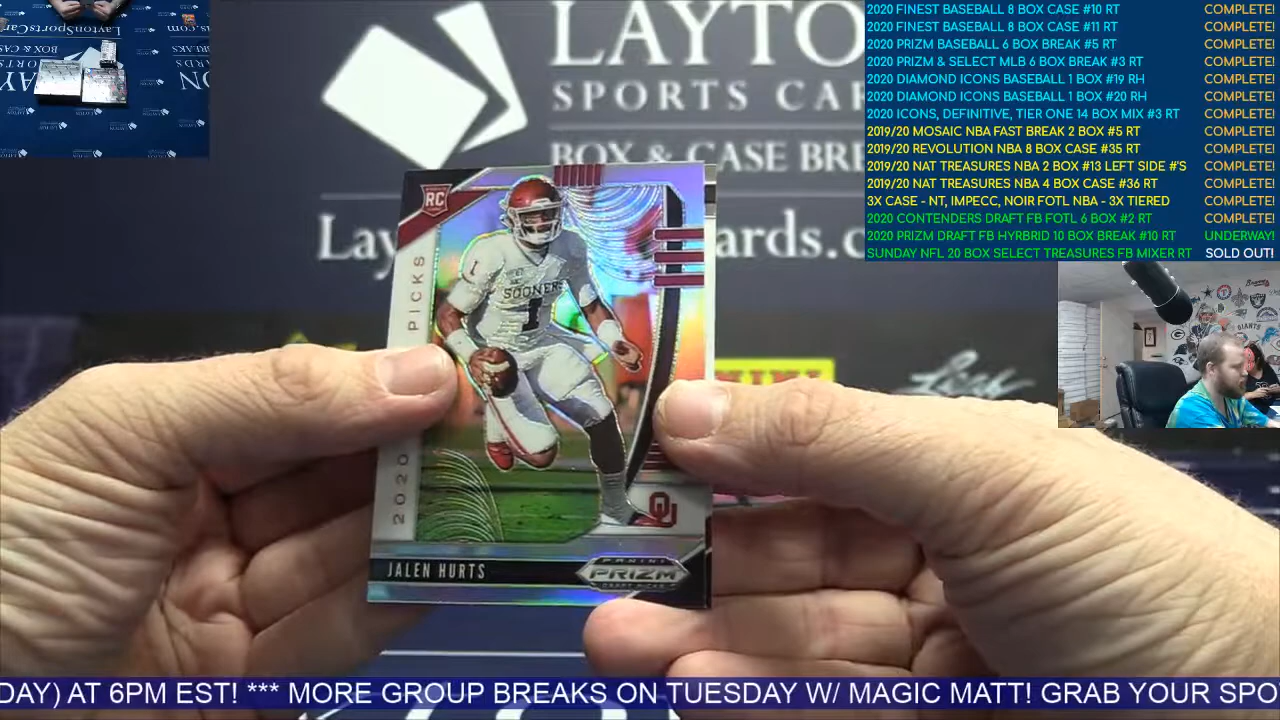 2020 FINEST BASEBALL 8 BOX CASE #10 RT COMPLETE!
2020 FINEST BASEBALL 8 BOX CASE #11 RT COMPLETE!
2020 PRIZM BASEBALL 6 BOX BREAK #5 RT COMPLETE!
2020 PRIZM & SELECT MLB 6 BOX BREAK #3 RT COMPLETE!
2020 DIAMOND ICONS BASEBALL 1 BOX #19 RH COMPLETE!
2020 DIAMOND ICONS BASEBALL 1 BOX #20 RH COMPLETE!
2020 ICONS, DEFINITIVE, TIER ONE 14 BOX MIX #3 RT COMPLETE!
2019/20 MOSAIC NBA FAST BREAK 2 BOX #5 RT COMPLETE!
2019/20 REVOLUTION NBA 8 BOX CASE #35 RT COMPLETE!
2019/20 NAT TREASURES NBA 2 BOX #13 LEFT SIDE #'S COMPLETE!
2019/20 NAT TREASURES NBA 4 BOX CASE #36 RT COMPLETE!
3X CASE - NT, IMPECC, NOIR FOTL NBA - 3X TIERED COMPLETE!
2020 CONTENDERS DRAFT FB FOTL 6 BOX #2 RT COMPLETE!
2020 PRIZM DRAFT FB HYRBRID 10 BOX BREAK #10 RT UNDERWAY!
SUNDAY NFL 20 BOX SELECT TREASURES FB MIXER RT SOLD OUT!
LAYTO
SPORTS CA
BOX & CASE BRE
Lay ards.c
RC
2020 PICKS
SOONERS
1
1
OU
JALEN HURTS
PANINI
PRIZM
DRAFT PICKS
PANINI
Leaf
GIANTS
DAY) AT 6PM EST! *** MORE GROUP BREAKS ON TUESDAY W/ MAGIC MATT! GRAB YOUR SPO